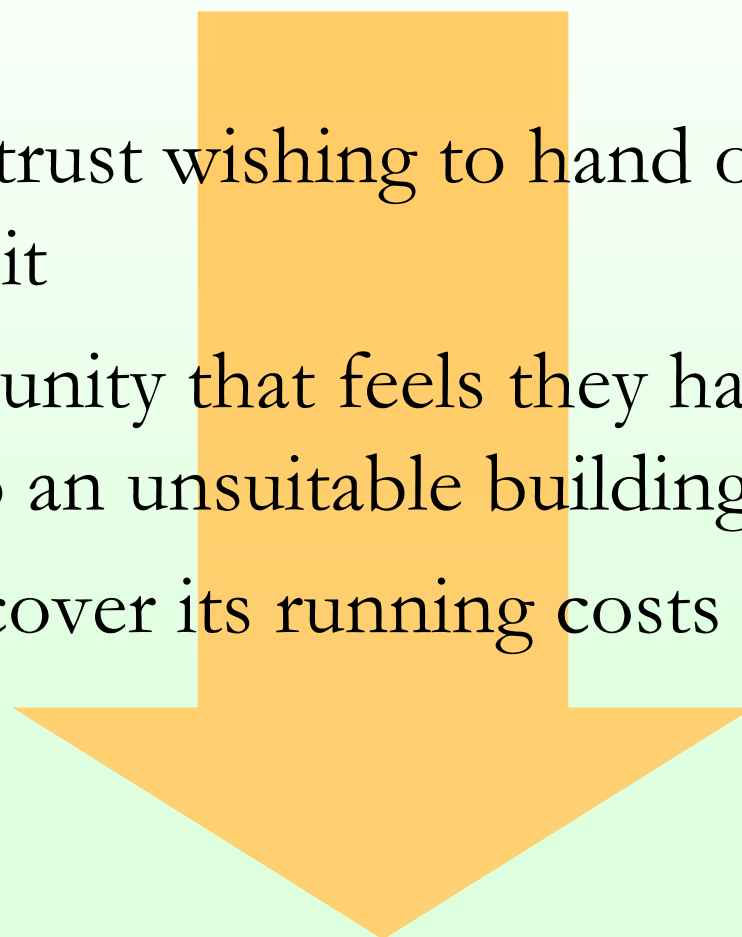 trust wishing to hand
it
unity that feels they ha
an unsuitable building
cover its running costs